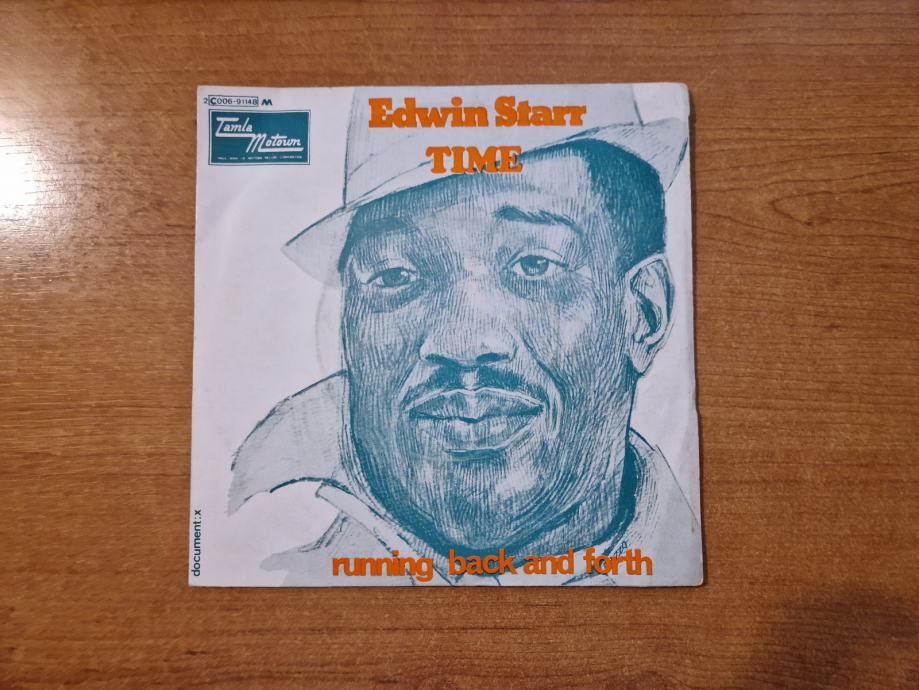 2C006-91148 M
Tamla
Motown
Edwin Starr
TIME
document:x
running back and forth